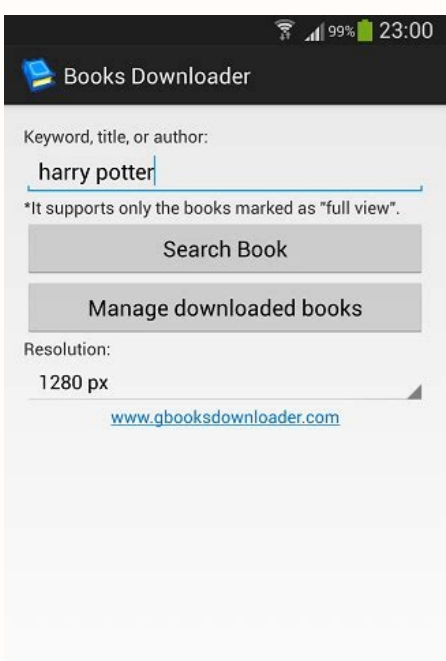 99% 23:00
Books Downloader
Keyword, title, or author:
harry potter
*It supports only the books marked as "full view".
Search Book
Manage downloaded books
Resolution:
1280 px
www.gbooksdownloader.com